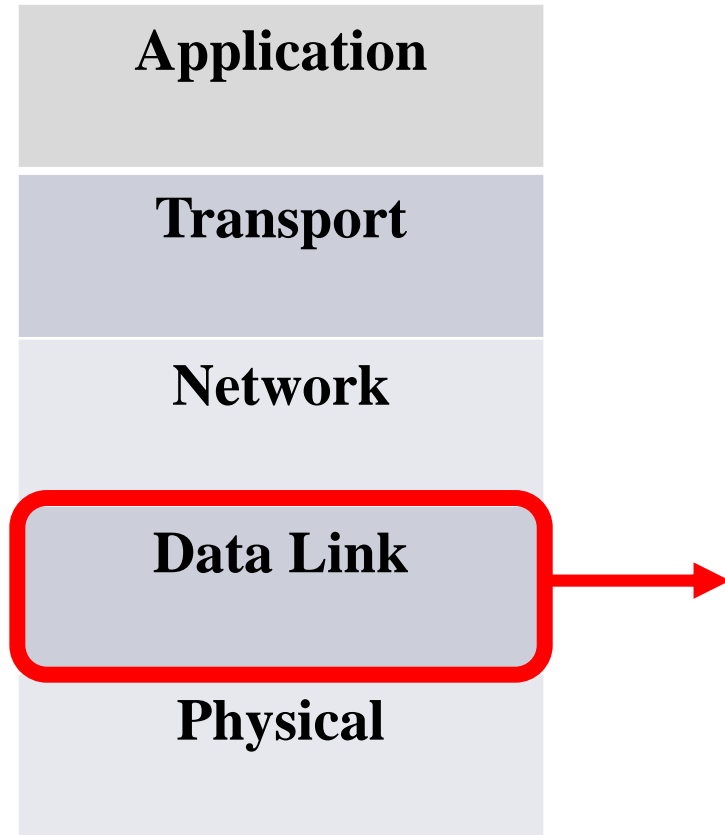 Application
Transport
Network
Data Link
Physical